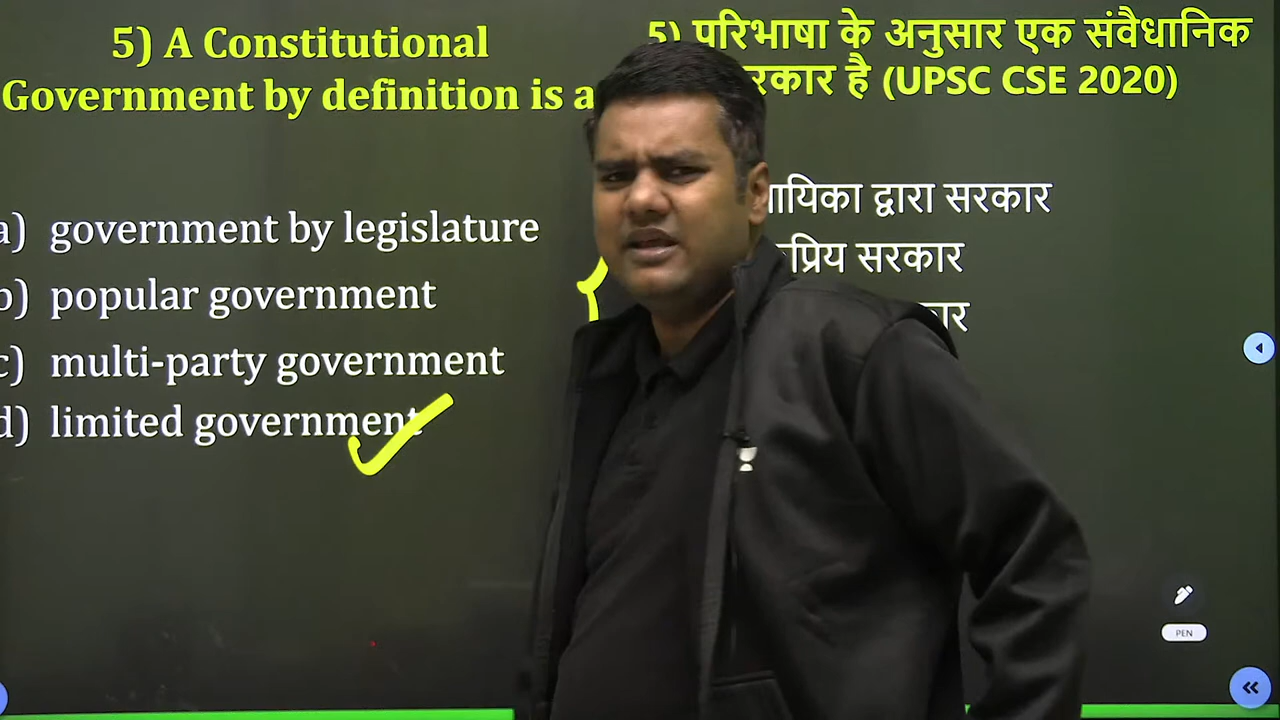 5) A Constitutional
Government by definition is a
a) government by legislature
b) popular government
c) multi-party government
d) limited government
5) परिभाषा के अनुसार एक संवैधानिक
है (UPSC CSE 2020)
द्वारा सरकार
सरकार
PEN